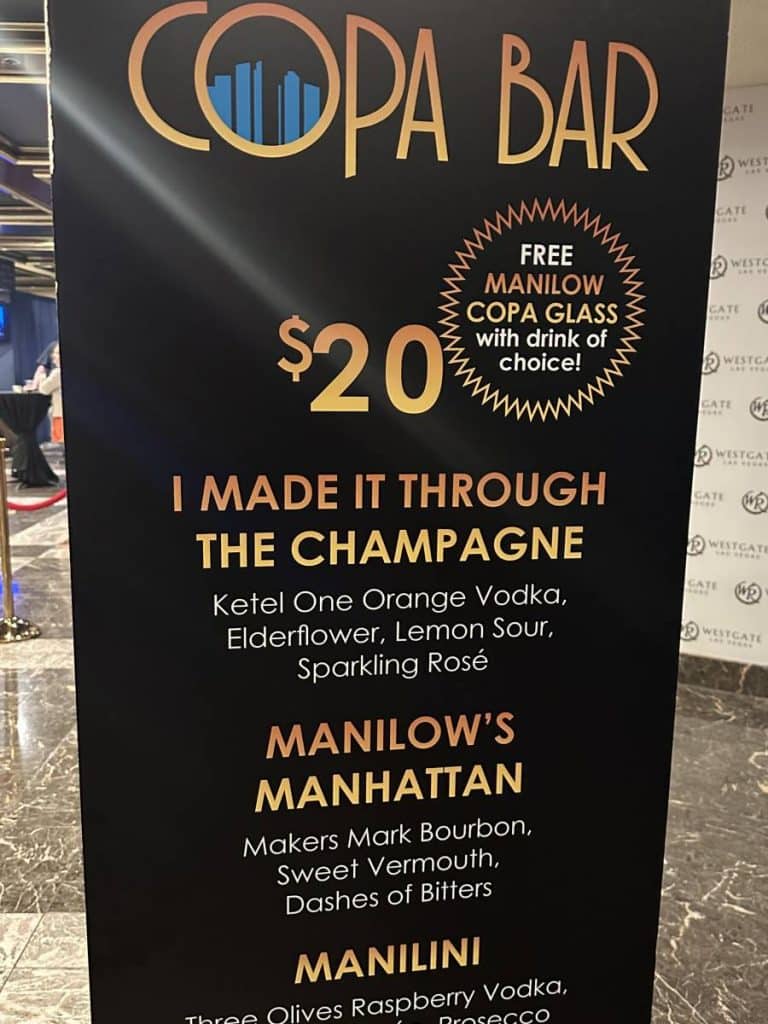 COPA BAR
FREE
MANILOW
COPA GLASS
with drink of
choice!
$20
I MADE IT THROUGH
THE CHAMPAGNE
Ketel One Orange Vodka,
Elderflower, Lemon Sour,
Sparkling Rosé
MANILOW'S
MANHATTAN
Makers Mark Bourbon,
Sweet Vermouth,
Dashes of Bitters
MANILINI
Three Olives Raspberry Vodka,
Prosecco
WESTGATE
LAS VEGAS